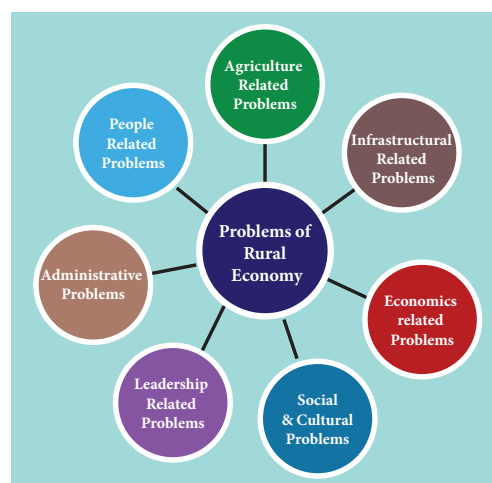 Agriculture
Related
Problems
Infrastructural
Related
Problems
Economics
related
Problems
Social
& Cultural
Problems
Leadership
Related
Problems
Administrative
Problems
People
Related
Problems
Problems of
Rural
Economy